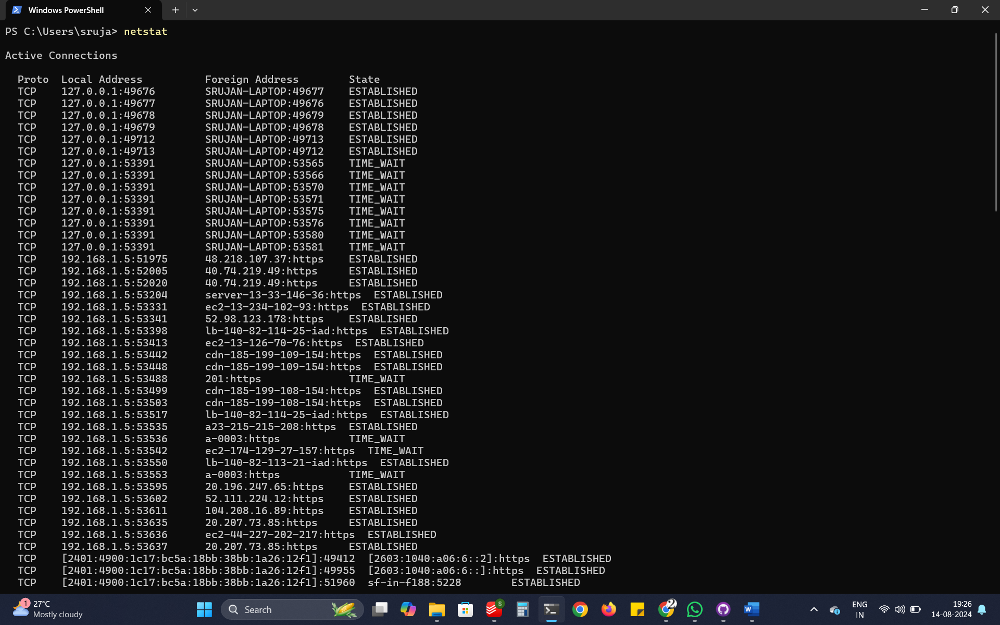 Windows PowerShell
PS C:\Users\sruja> netstat
Active Connections
Proto  Local Address          Foreign Address        State
TCP    127.0.0.1:49676        SRUJAN-LAPTOP:49677    ESTABLISHED
TCP    127.0.0.1:49677        SRUJAN-LAPTOP:49676    ESTABLISHED
TCP    127.0.0.1:49678        SRUJAN-LAPTOP:49679    ESTABLISHED
TCP    127.0.0.1:49679        SRUJAN-LAPTOP:49678    ESTABLISHED
TCP    127.0.0.1:49712        SRUJAN-LAPTOP:49713    ESTABLISHED
TCP    127.0.0.1:49713        SRUJAN-LAPTOP:49712    ESTABLISHED
TCP    127.0.0.1:53391        SRUJAN-LAPTOP:53565    TIME_WAIT
TCP    127.0.0.1:53391        SRUJAN-LAPTOP:53566    TIME_WAIT
TCP    127.0.0.1:53391        SRUJAN-LAPTOP:53570    TIME_WAIT
TCP    127.0.0.1:53391        SRUJAN-LAPTOP:53571    TIME_WAIT
TCP    127.0.0.1:53391        SRUJAN-LAPTOP:53575    TIME_WAIT
TCP    127.0.0.1:53391        SRUJAN-LAPTOP:53576    TIME_WAIT
TCP    127.0.0.1:53391        SRUJAN-LAPTOP:53580    TIME_WAIT
TCP    127.0.0.1:53391        SRUJAN-LAPTOP:53581    TIME_WAIT
TCP    192.168.1.5:51975      48.218.107.37:https    ESTABLISHED
TCP    192.168.1.5:52005      40.74.219.49:https     ESTABLISHED
TCP    192.168.1.5:52020      40.74.219.49:https     ESTABLISHED
TCP    192.168.1.5:53204      server-13-33-146-36:https  ESTABLISHED
TCP    192.168.1.5:53331      ec2-13-234-102-93:https  ESTABLISHED
TCP    192.168.1.5:53341      52.98.123.178:https    ESTABLISHED
TCP    192.168.1.5:53398      lb-140-82-114-25-iad:https  ESTABLISHED
TCP    192.168.1.5:53413      ec2-13-126-70-76:https  ESTABLISHED
TCP    192.168.1.5:53442      cdn-185-199-109-154:https  ESTABLISHED
TCP    192.168.1.5:53448      cdn-185-199-109-154:https  ESTABLISHED
TCP    192.168.1.5:53488      201:https              TIME_WAIT
TCP    192.168.1.5:53499      cdn-185-199-108-154:https  ESTABLISHED
TCP    192.168.1.5:53503      cdn-185-199-108-154:https  ESTABLISHED
TCP    192.168.1.5:53517      lb-140-82-114-25-iad:https  ESTABLISHED
TCP    192.168.1.5:53535      a23-215-215-208:https  ESTABLISHED
TCP    192.168.1.5:53536      a-0003:https           TIME_WAIT
TCP    192.168.1.5:53542      ec2-174-129-27-157:https  TIME_WAIT
TCP    192.168.1.5:53550      lb-140-82-113-21-iad:https  ESTABLISHED
TCP    192.168.1.5:53553      a-0003:https           TIME_WAIT
TCP    192.168.1.5:53595      20.196.247.65:https    ESTABLISHED
TCP    192.168.1.5:53602      52.111.224.12:https    ESTABLISHED
TCP    192.168.1.5:53611      104.208.16.89:https    ESTABLISHED
TCP    192.168.1.5:53635      20.207.73.85:https     ESTABLISHED
TCP    192.168.1.5:53636      ec2-44-227-202-217:https  ESTABLISHED
TCP    192.168.1.5:53637      20.207.73.85:https     ESTABLISHED
TCP    [2401:4900:1c17:bc5a:18bb:38bb:1a26:12f1]:49412  [2603:1040:a06:6::2]:https  ESTABLISHED
TCP    [2401:4900:1c17:bc5a:18bb:38bb:1a26:12f1]:49955  [2603:1040:a06:6::]:https  ESTABLISHED
TCP    [2401:4900:1c17:bc5a:18bb:38bb:1a26:12f1]:51960  sf-in-f188:5228        ESTABLISHED
1
27°C
Mostly cloudy
Search
S
2
W
ENG
IN
19:26
14-08-2024